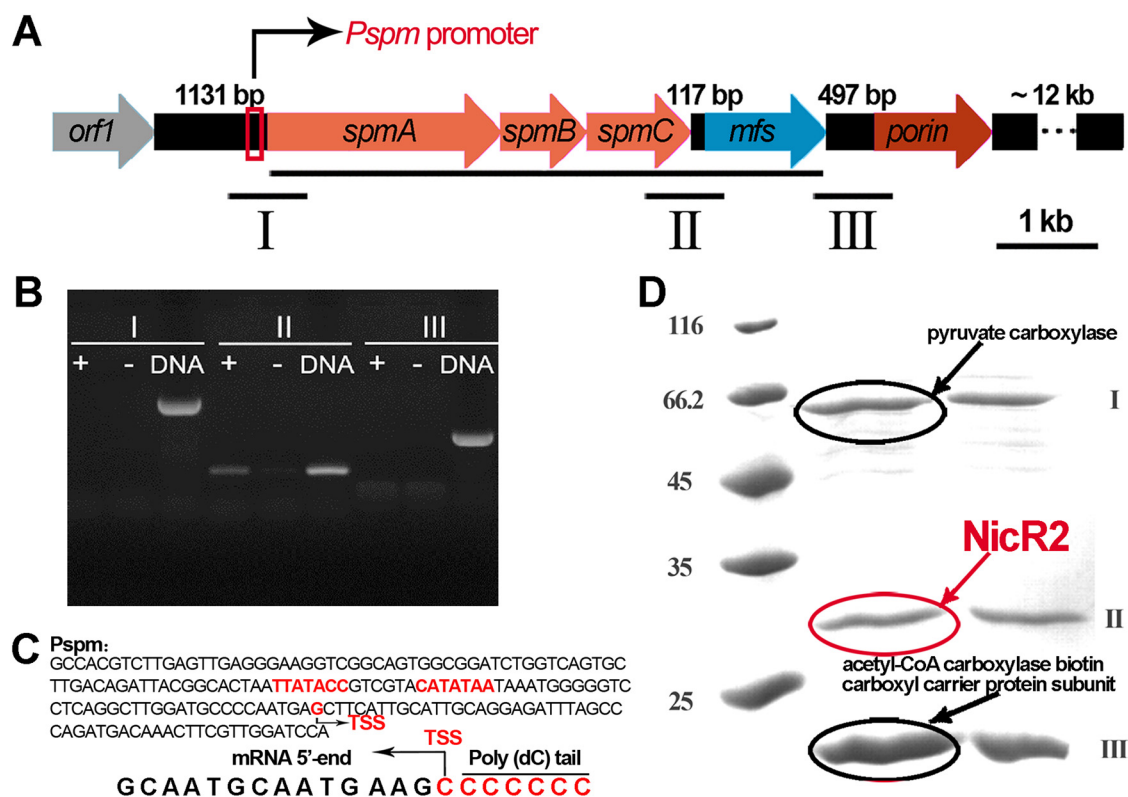 A
Pspm promoter
1131 bp
117 bp
497 bp
~ 12 kb
orf1
spmA
spmB
spmC
mfs
porin
I
II
III
1 kb
B
I
II
III
+ - DNA + - DNA + - DNA
C
Pspm:
GCCACGTCTTGAGTTGAGGGAAGGTCGGCAGTGGCGGATCTGGTCAGTGC
TTGACAGATTACGGCACTAATTATACCGTCGTACATATAATAAATGGGGGTC
CTCAGGCTTGGATGCCCCAATGAGCTTCATTGCATTGCAGGAGATTTAGCC
CAGATGACAAACTTCGTTGGATCCA
TSS
TSS
mRNA 5'-end
Poly (dC) tail
GCAATGCAATGAAGCCCCCCC
D
116
66.2
45
35
25
pyruvate carboxylase
I
NicR2
II
acetyl-CoA carboxylase biotin
carboxyl carrier protein subunit
III